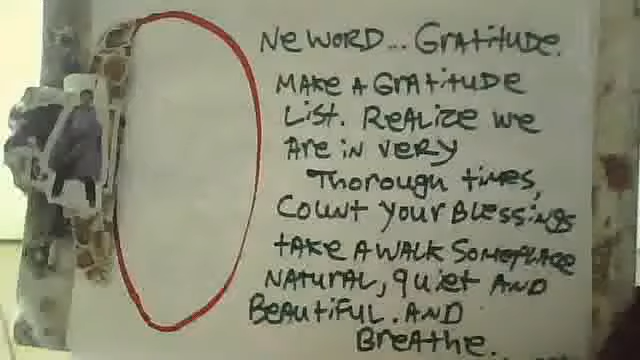 NEWORD... GRATITUDE.
MAKE A GRATITUDE
LIST. REALIZE WE
ARE IN VERY
THOROUGH TIMES,
COUNT YOUR BLESSINGS
TAKE A WALK SOMEPLACE
NATURAL, QUIET AND
BEAUTIFUL. AND
BREATHE.